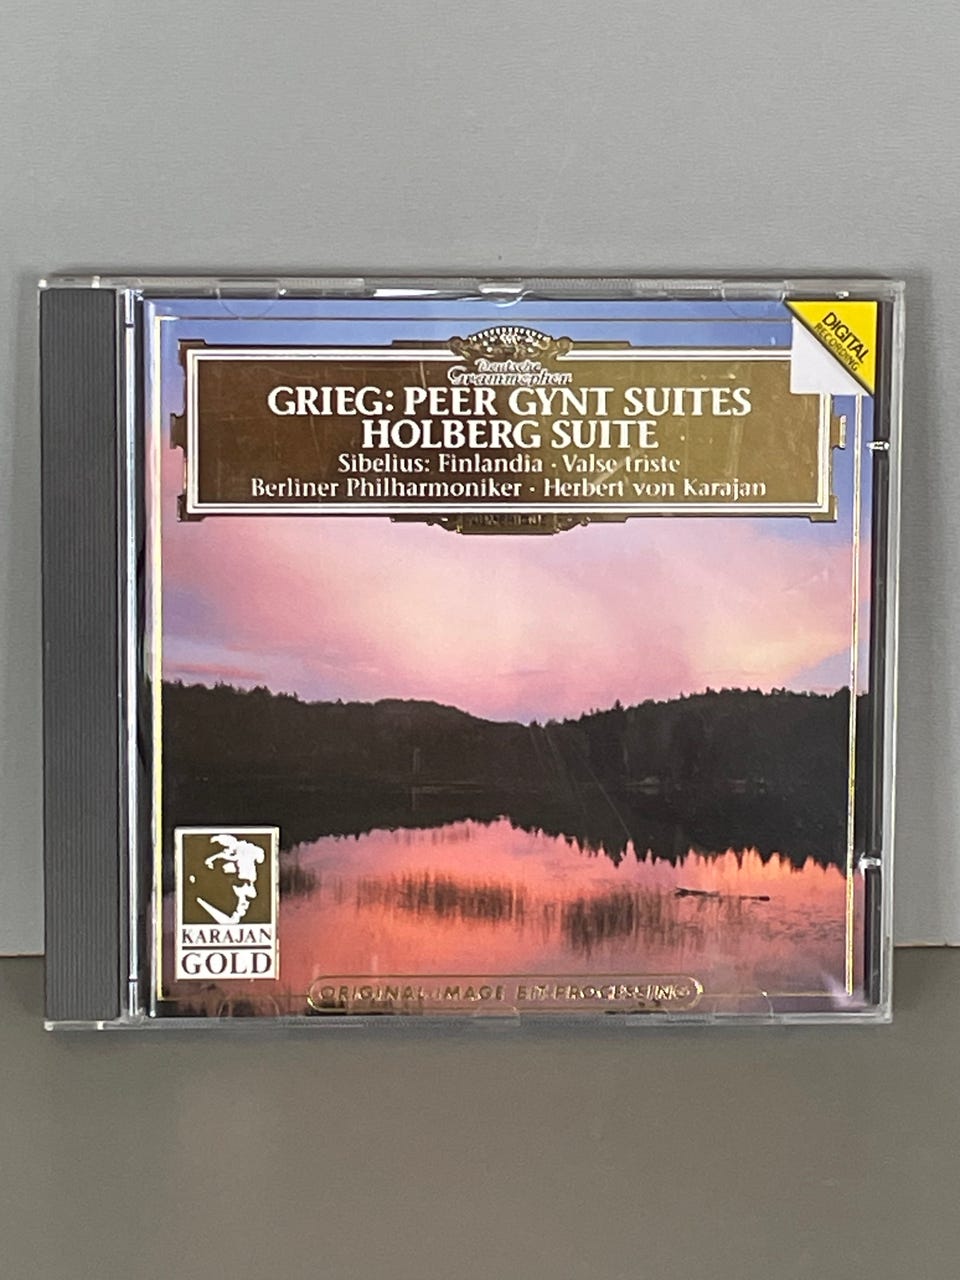 DIGITAL
RECORDING
Deutsche
Grammophon
GRIEG: PEER GYNT SUITES
HOLBERG SUITE
Sibelius: Finlandia · Valse triste
Berliner Philharmoniker · Herbert von Karajan
KARAJAN
GOLD
ORIGINAL-IMAGE BIT-PROCESSING